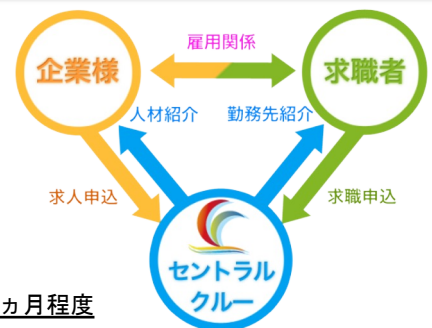 雇用関係
企業様
求職者
人材紹介
勤務先紹介
求人申込
求職申込
セントラル
クルー
ヵ月程度